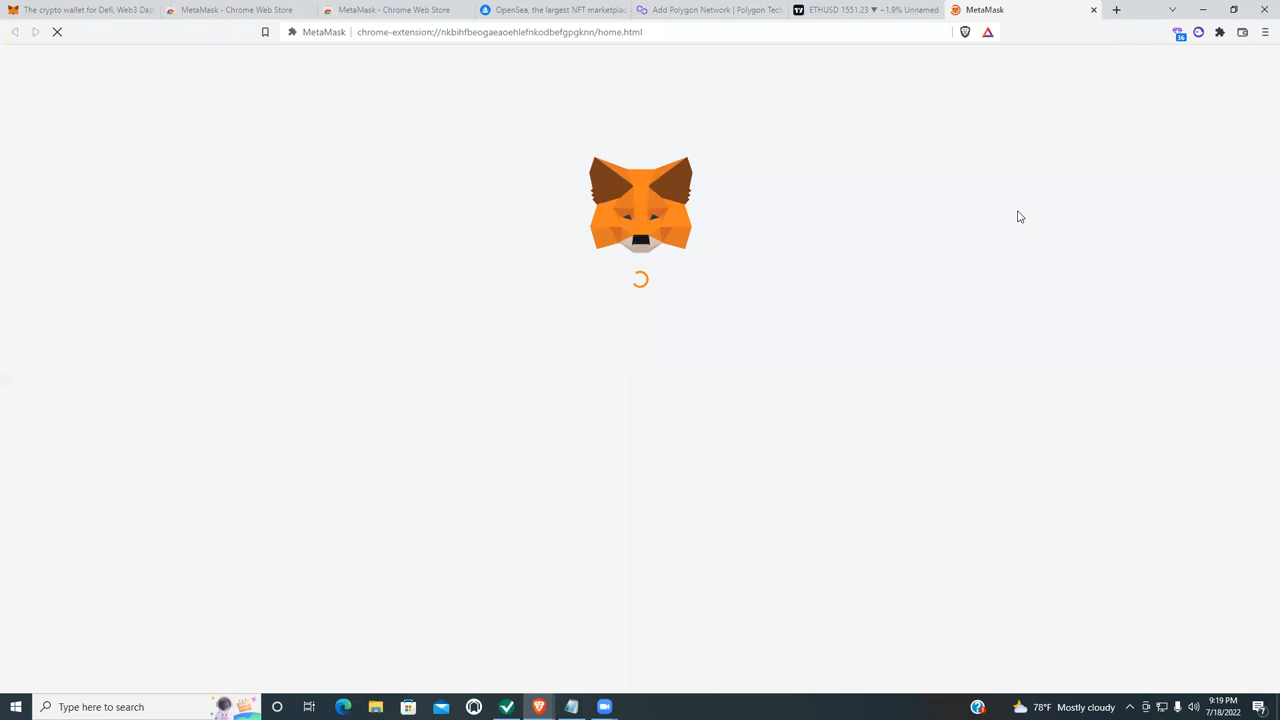 The crypto wallet for Defi, Web3 Dap
MetaMask - Chrome Web Store
MetaMask - Chrome Web Store
OpenSea, the largest NFT marketpla
Add Polygon Network | Polygon Tech
ETHUSD 1551.23 ▼ −1.9% Unnamed
MetaMask
MetaMask
chrome-extension://nkbihfbeogaeaoehlefnkodbefgpgknn/home.html
36
Type here to search
78°F Mostly cloudy
9:19 PM
7/18/2022